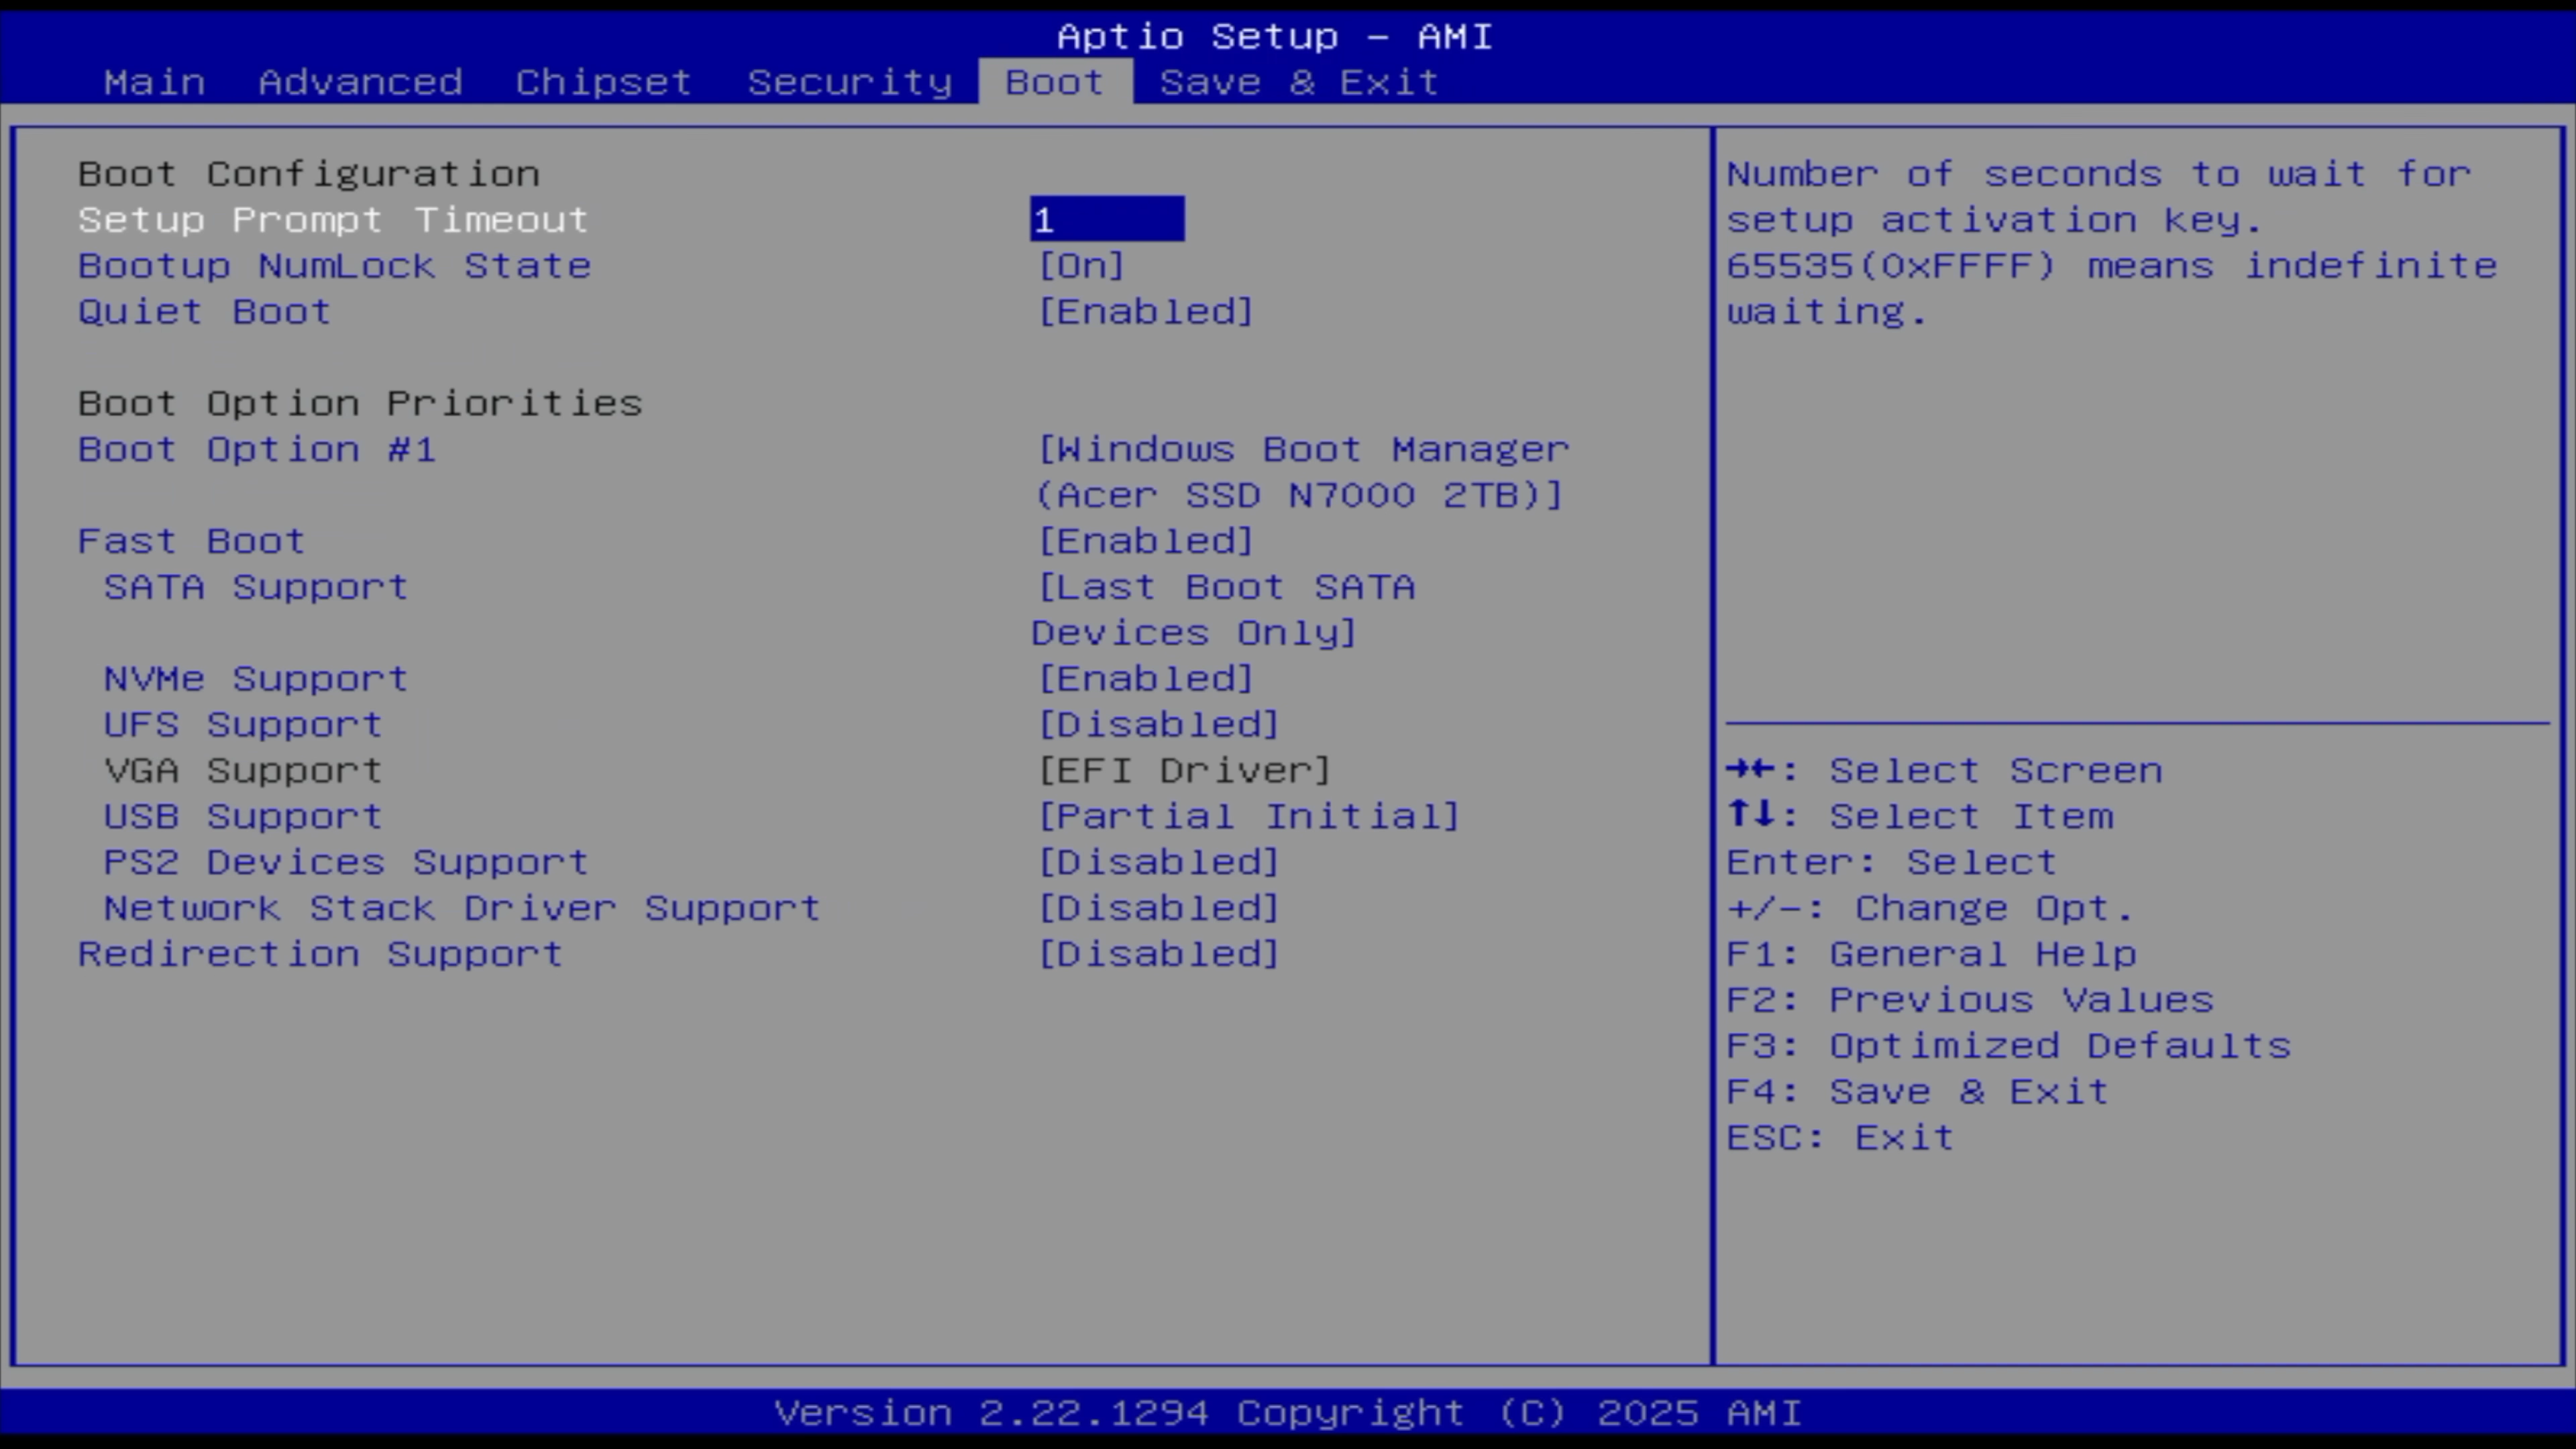 Aptio Setup - AMI
Main Advanced Chipset Security Boot Save & Exit
Boot Configuration
Setup Prompt Timeout 1
Bootup NumLock State [On]
Quiet Boot [Enabled]
Boot Option Priorities
Boot Option #1 [Windows Boot Manager
(Acer SSD N7000 2TB)]
Fast Boot [Enabled]
SATA Support [Last Boot SATA
Devices Only]
NVMe Support [Enabled]
UFS Support [Disabled]
VGA Support [EFI Driver]
USB Support [Partial Initial]
PS2 Devices Support [Disabled]
Network Stack Driver Support [Disabled]
Redirection Support [Disabled]
Number of seconds to wait for
setup activation key.
65535(0xFFFF) means indefinite
waiting.
→←: Select Screen
↑↓: Select Item
Enter: Select
+/-: Change Opt.
F1: General Help
F2: Previous Values
F3: Optimized Defaults
F4: Save & Exit
ESC: Exit
Version 2.22.1294 Copyright (C) 2025 AMI